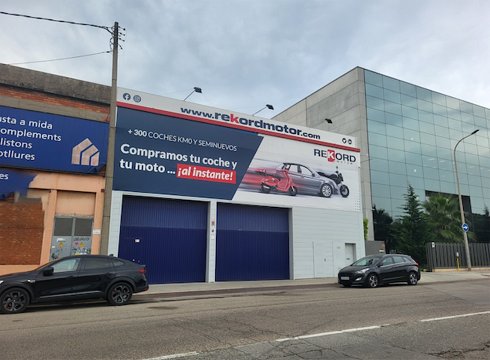 www.rekordmotor.com
+ 300 COCHES KM0 Y SEMINUEVOS
Compramos tu coche y
tu moto ... ¡al instante!
REKORD
usta a mida
omplements
listons
otllures